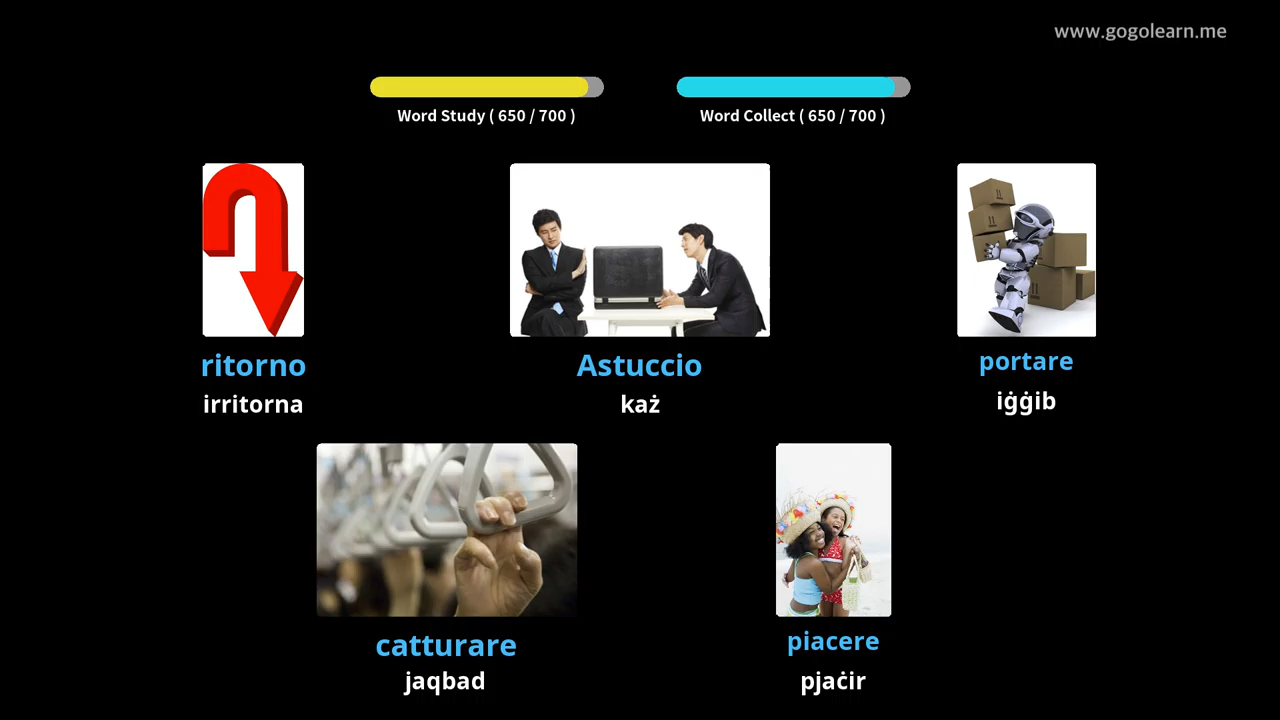 www.gogolearn.me
Word Study ( 650 / 700 )
Word Collect ( 650 / 700 )
ritorno
irritorna
Astuccio
każ
portare
iġġib
catturare
jaqbad
piacere
pjaċir